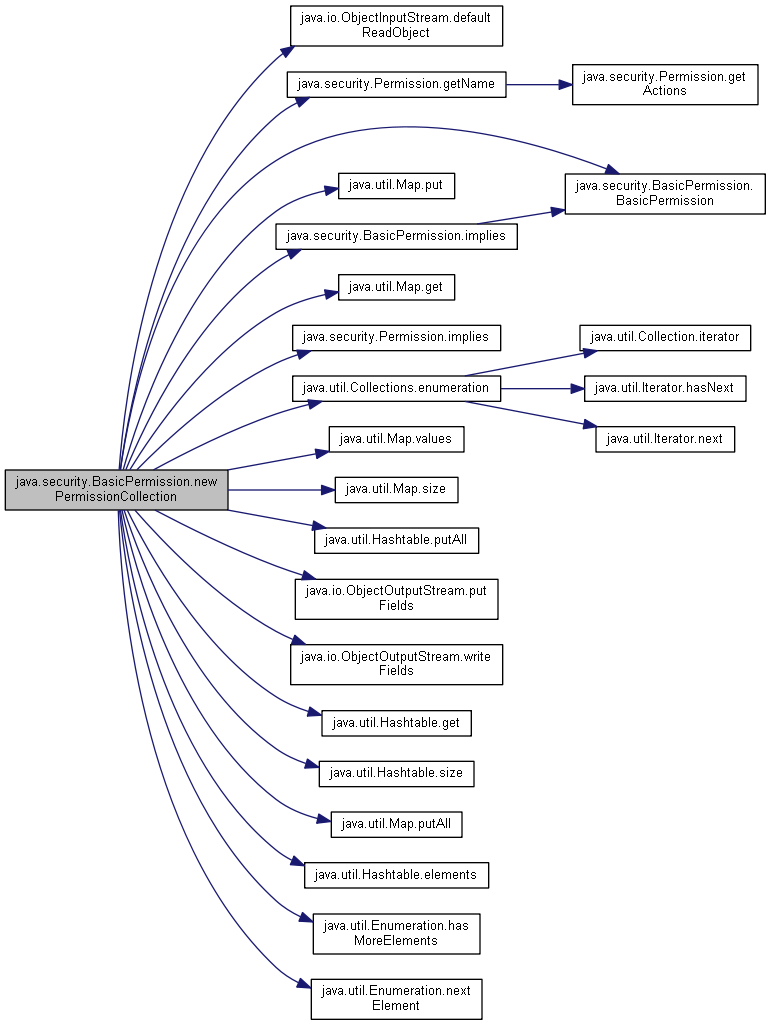 java.io.ObjectInputStream.default
ReadObject
java.security.Permission.getName
java.security.Permission.get
Actions
java.security.BasicPermission.
BasicPermission
java.util.Map.put
java.security.BasicPermission.implies
java.util.Map.get
java.security.Permission.implies
java.util.Collection.iterator
java.util.Collections.enumeration
java.util.Iterator.hasNext
java.util.Iterator.next
java.util.Map.values
java.security.BasicPermission.new
PermissionCollection
java.util.Map.size
java.util.Hashtable.putAll
java.io.ObjectOutputStream.put
Fields
java.io.ObjectOutputStream.write
Fields
java.util.Hashtable.get
java.util.Hashtable.size
java.util.Map.putAll
java.util.Hashtable.elements
java.util.Enumeration.has
MoreElements
java.util.Enumeration.next
Element